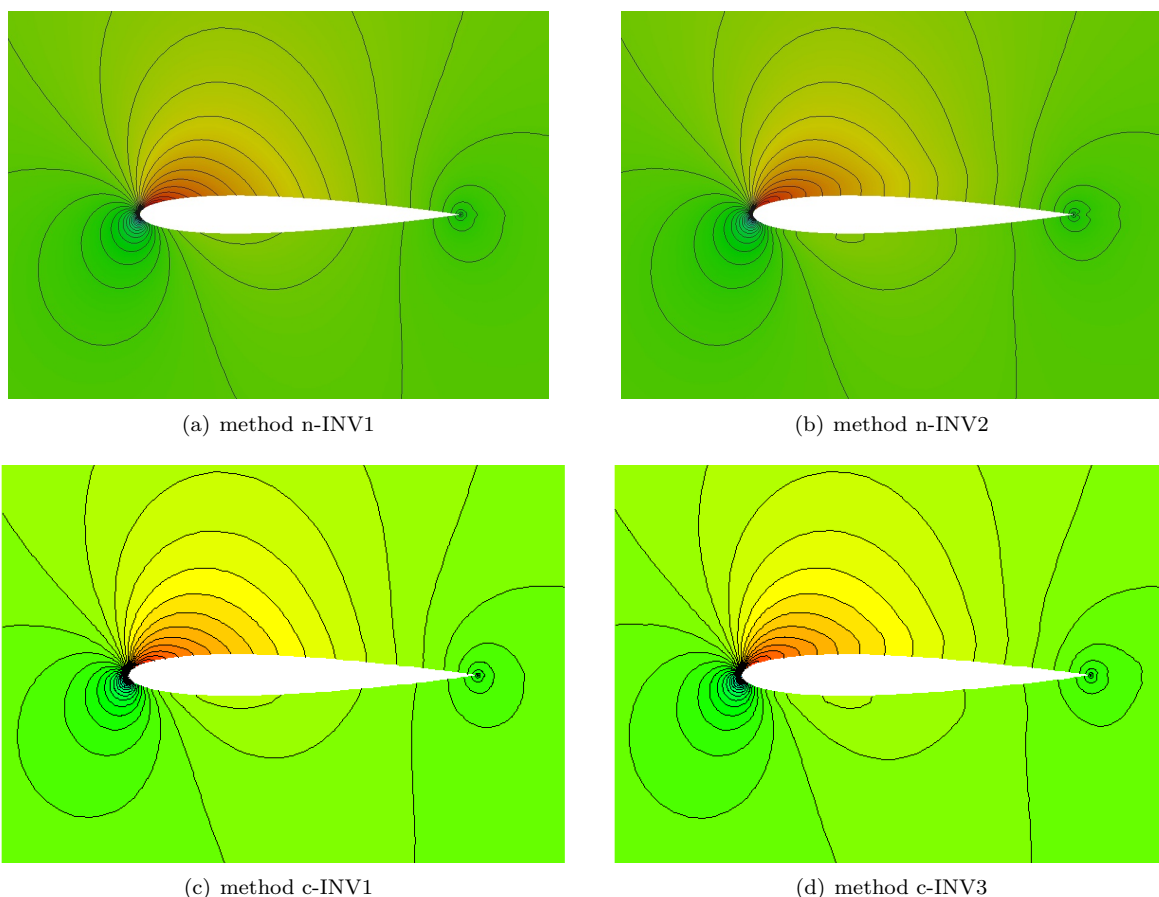 (a) method n-INV1
(b) method n-INV2
(c) method c-INV1
(d) method c-INV3